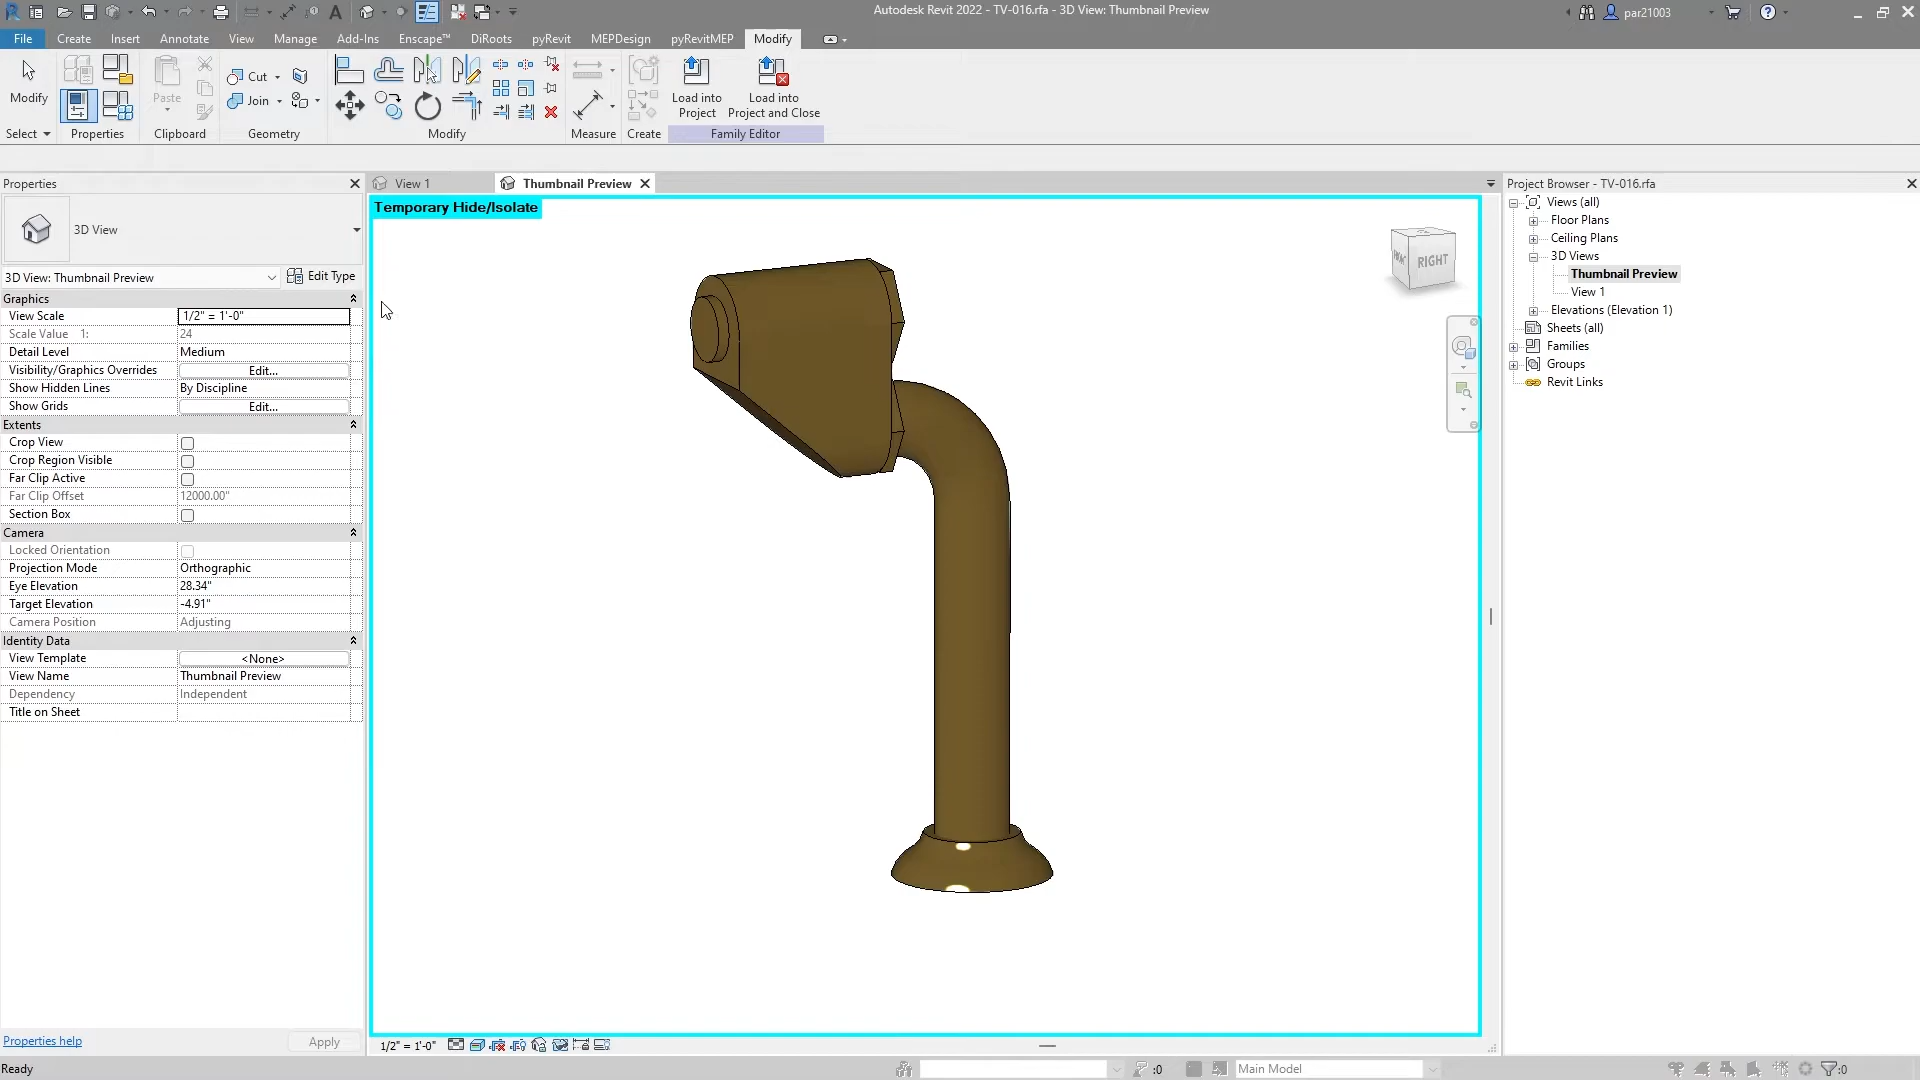 Autodesk Revit 2022 - TV-016.rfa - 3D View: Thumbnail Preview
par21003
File
Create
Insert
Annotate
View
Manage
Add-Ins
Enscape™
DiRoots
pyRevit
MEPDesign
pyRevitMEP
Modify
Modify
Paste
Cut
Join
Load into
Project
Load into
Project and Close
Select
Properties
Clipboard
Geometry
Modify
Measure
Create
Family Editor
Properties
3D View
3D View: Thumbnail Preview
Edit Type
Graphics
View Scale 1/2" = 1'-0"
Scale Value 1: 24
Detail Level Medium
Visibility/Graphics Overrides Edit...
Show Hidden Lines By Discipline
Show Grids Edit...
Extents
Crop View
Crop Region Visible
Far Clip Active
Far Clip Offset 12000.00"
Section Box
Camera
Locked Orientation
Projection Mode Orthographic
Eye Elevation 28.34"
Target Elevation -4.91"
Camera Position Adjusting
Identity Data
View Template <None>
View Name Thumbnail Preview
Dependency Independent
Title on Sheet
Properties help
Apply
View 1
Thumbnail Preview
Temporary Hide/Isolate
RIGHT
1/2" = 1'-0"
Project Browser - TV-016.rfa
Views (all)
Floor Plans
Ceiling Plans
3D Views
Thumbnail Preview
View 1
Elevations (Elevation 1)
Sheets (all)
Families
Groups
Revit Links
Ready
:0
Main Model
:0